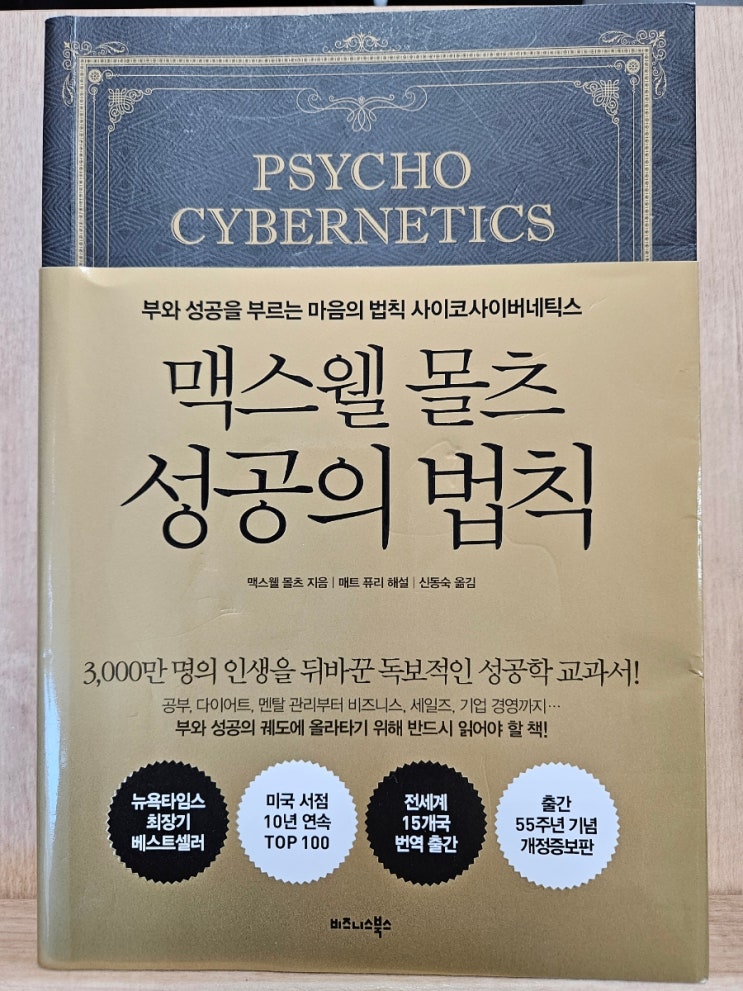 PSYCHO
CYBERNETICS
부와 성공을 부르는 마음의 법칙 사이코사이버네틱스
맥스웰 몰츠
성공의 법칙
맥스웰 몰츠 지음 | 매트 퓨리 해설 | 신동숙 옮김
3,000만 명의 인생을 뒤바꾼 독보적인 성공학 교과서!
공부, 다이어트, 멘탈 관리부터 비즈니스, 세일즈, 기업 경영까지…
부와 성공의 궤도에 올라타기 위해 반드시 읽어야 할 책!
뉴욕타임스
최장기
베스트셀러
미국 서점
10년 연속
TOP 100
전세계
15개국
번역 출간
출간
55주년 기념
개정증보판
비즈니스북스